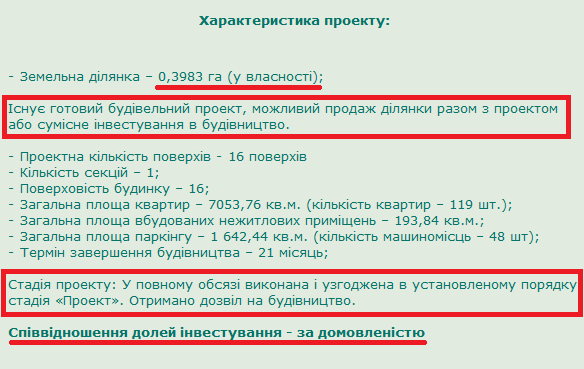 Характеристика проекту:
- Земельна ділянка – 0,3983 га (у власності);
Існує готовий будівельний проект, можливий продаж ділянки разом з проектом
або сумісне інвестування в будівництво.
- Проектна кількість поверхів - 16 поверхів
- Кількість секцій – 1;
- Поверховість будинку – 16;
- Загальна площа квартир – 7053,76 кв.м. (кількість квартир – 119 шт.);
- Загальна площа вбудованих нежитлових приміщень – 193,84 кв.м.;
- Загальна площа паркінгу – 1 642,44 кв.м. (кількість машиномісць – 48 шт);
- Термін завершення будівництва – 21 місяць;
Стадія проекту: У повному обсязі виконана і узгоджена в установленому порядку
стадія «Проект». Отримано дозвіл на будівництво.
Співвідношення долей інвестування - за домовленістю